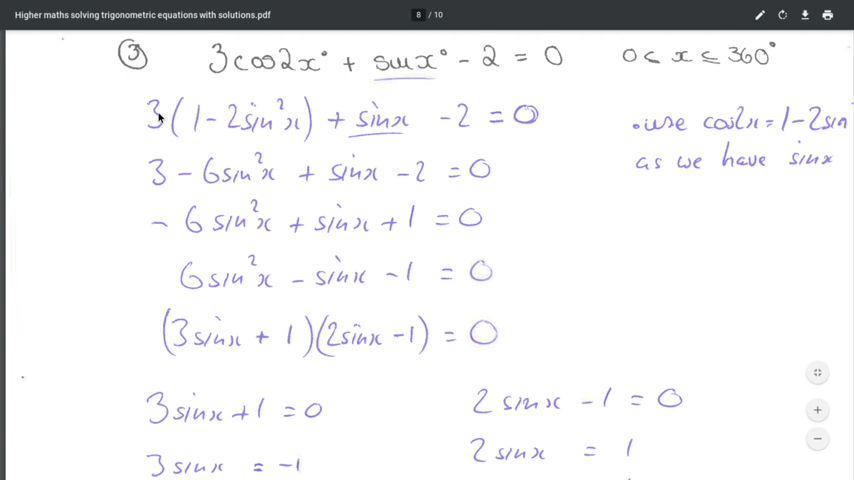 Higher maths solving trigonometric equations with solutions.pdf
8 / 10
③ 3cos2x° + sinx° - 2 = 0 0 < x ≤ 360°
3(1 - 2sin²x) + sinx - 2 = 0
• use cos2x = 1 - 2sin
3 - 6sin²x + sinx - 2 = 0
as we have sinx
- 6sin²x + sinx + 1 = 0
6sin²x - sinx - 1 = 0
(3sinx + 1)(2sinx - 1) = 0
3sinx + 1 = 0 2sinx - 1 = 0
3sinx = -1 2sinx = 1